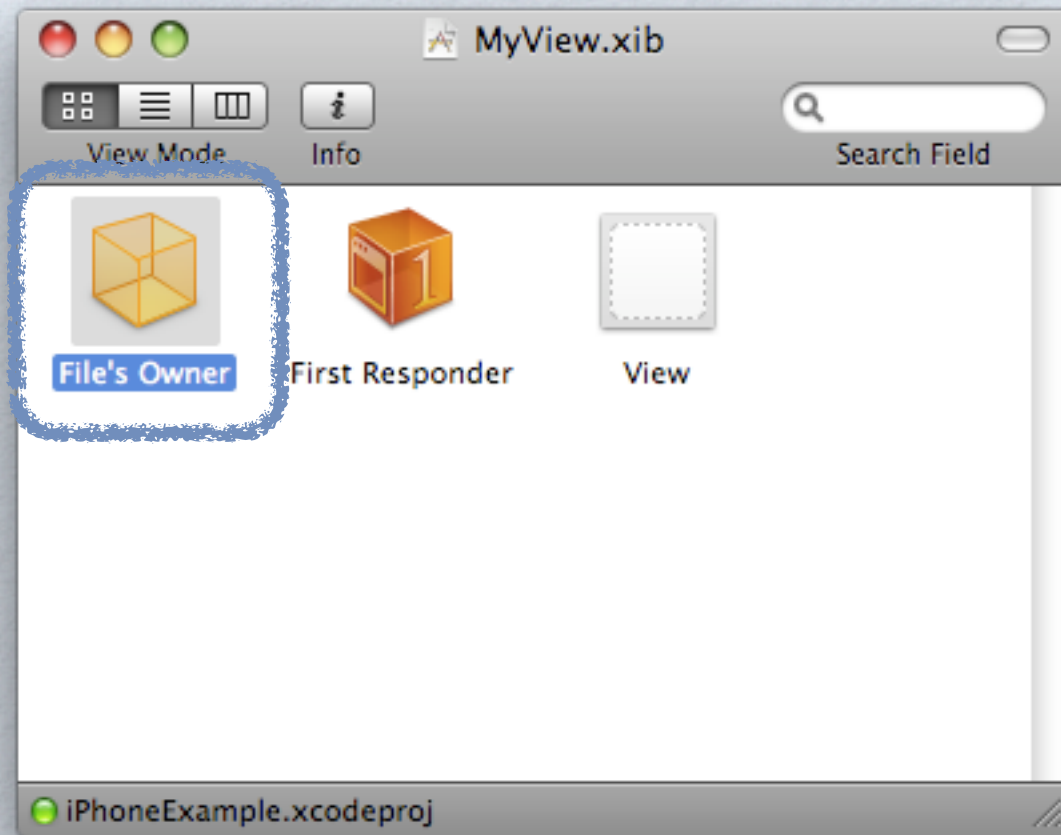 MyView.xib
View Mode Info Search Field
File's Owner First Responder View
iPhoneExample.xcodeproj